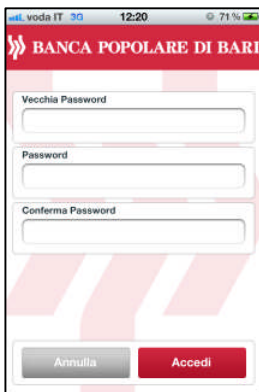 voda IT 3G 12:20 71 %
BANCA POPOLARE DI BARI
Vecchia Password
Password
Conferma Password
Annulla Accedi